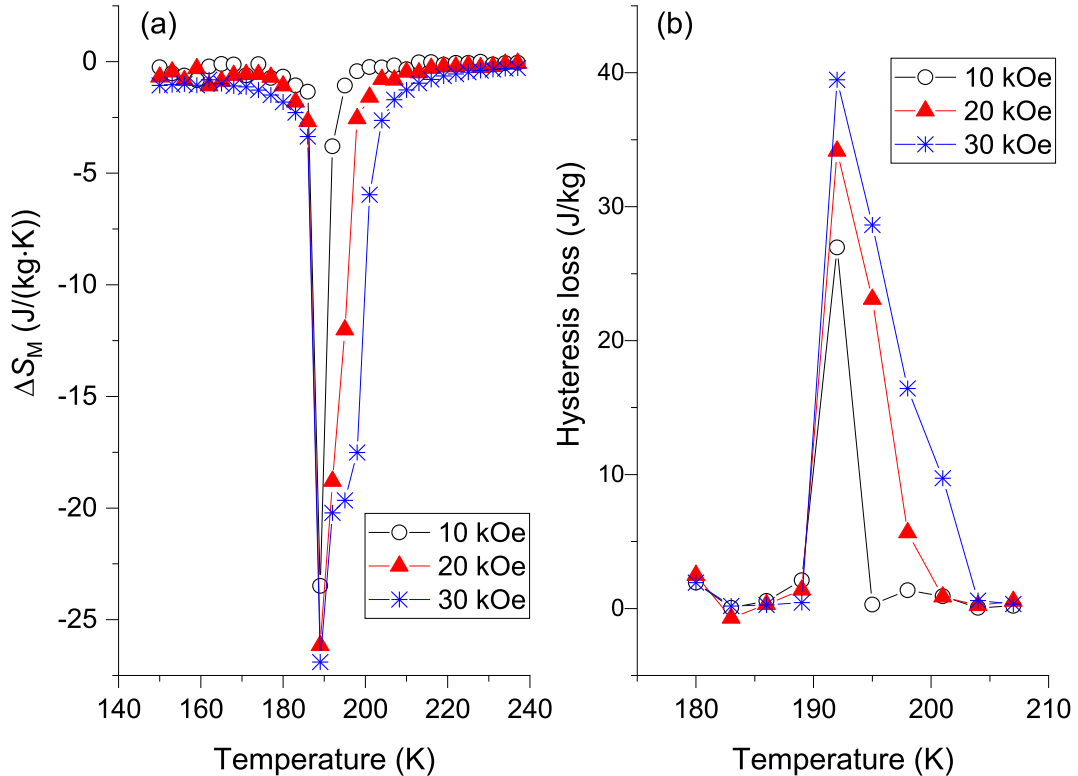 (a)
0
-5
-10
-15
-20
-25
140
160
180
200
220
240
ΔS_M (J/(kg·K))
Temperature (K)
10 kOe
20 kOe
30 kOe
(b)
40
30
20
10
0
180
190
200
210
Hysteresis loss (J/kg)
Temperature (K)
10 kOe
20 kOe
30 kOe